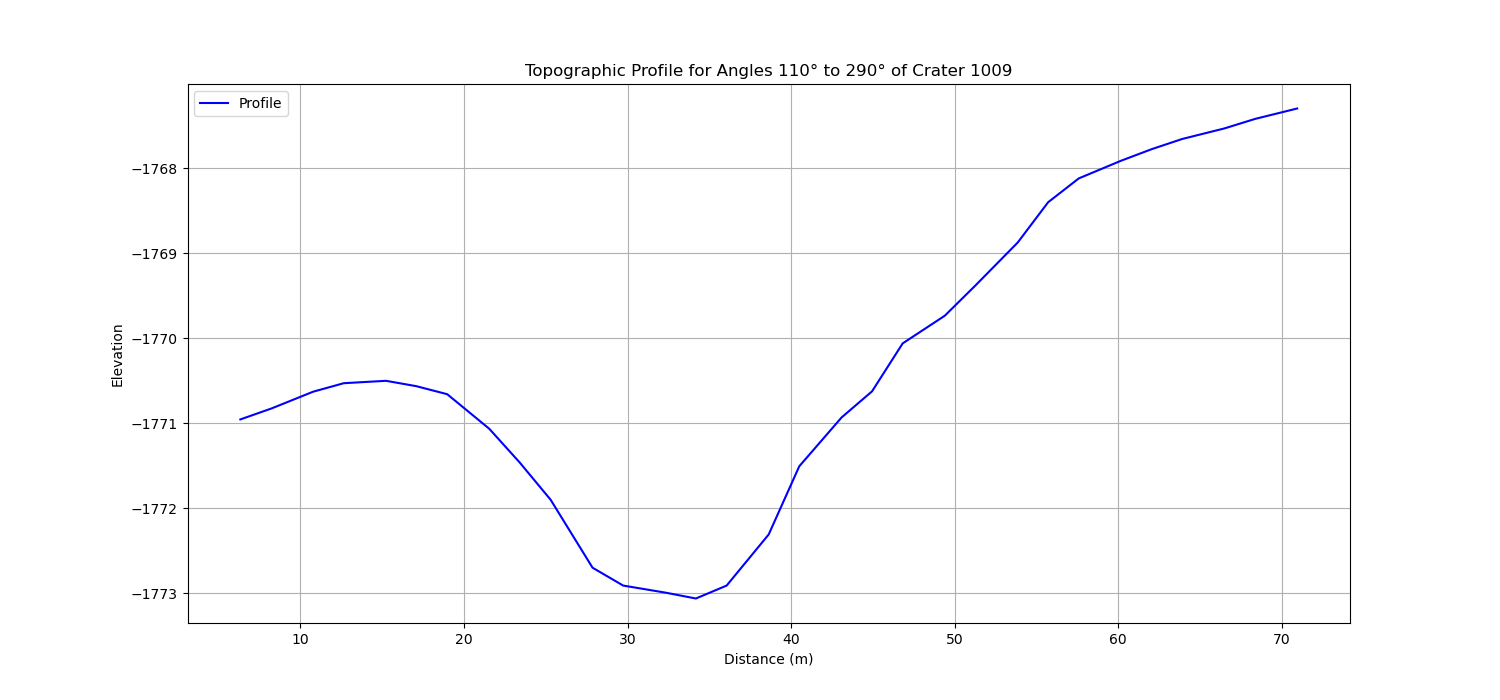 Topographic Profile for Angles 110° to 290° of Crater 1009
Profile
Elevation
−1768
−1769
−1770
−1771
−1772
−1773
10 20 30 40 50 60 70
Distance (m)